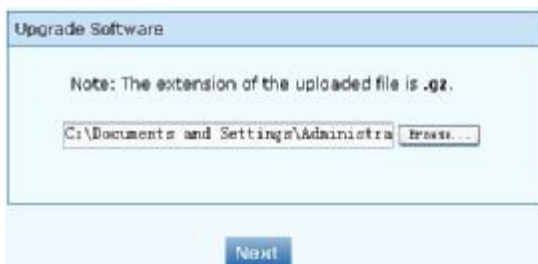 Upgrade Software
Note: The extension of the uploaded file is .gz.
C:\Documents and Settings\Administra Browse...
Next